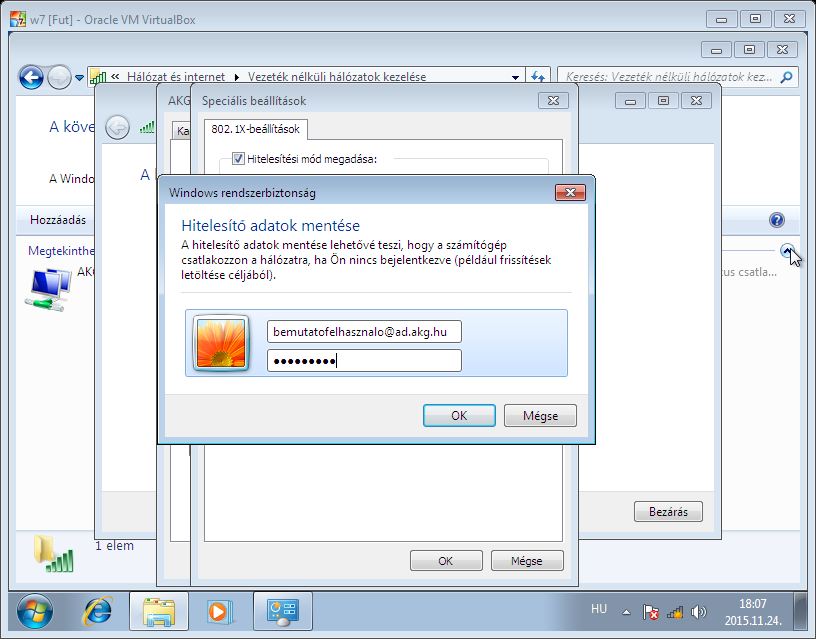 w7 [Fut] - Oracle VM VirtualBox
« Hálózat és internet Vezeték nélküli hálózatok kezelése
Keresés: Vezeték nélküli hálózatok kez...
A köve
A Windo
Hozzáadás
Megtekinthe
AKG
us csatla...
1 elem
A
Bezárás
AKG
Ka
Speciális beállítások
802.1X-beállítások
Hitelesítési mód megadása:
OK
Mégse
Windows rendszerbiztonság
Hitelesítő adatok mentése
A hitelesítő adatok mentése lehetővé teszi, hogy a számítógép
csatlakozzon a hálózatra, ha Ön nincs bejelentkezve (például frissítések
letöltése céljából).
bemutatofelhasznalo@ad.akg.hu
●●●●●●●●●
OK
Mégse
HU
18:07
2015.11.24.